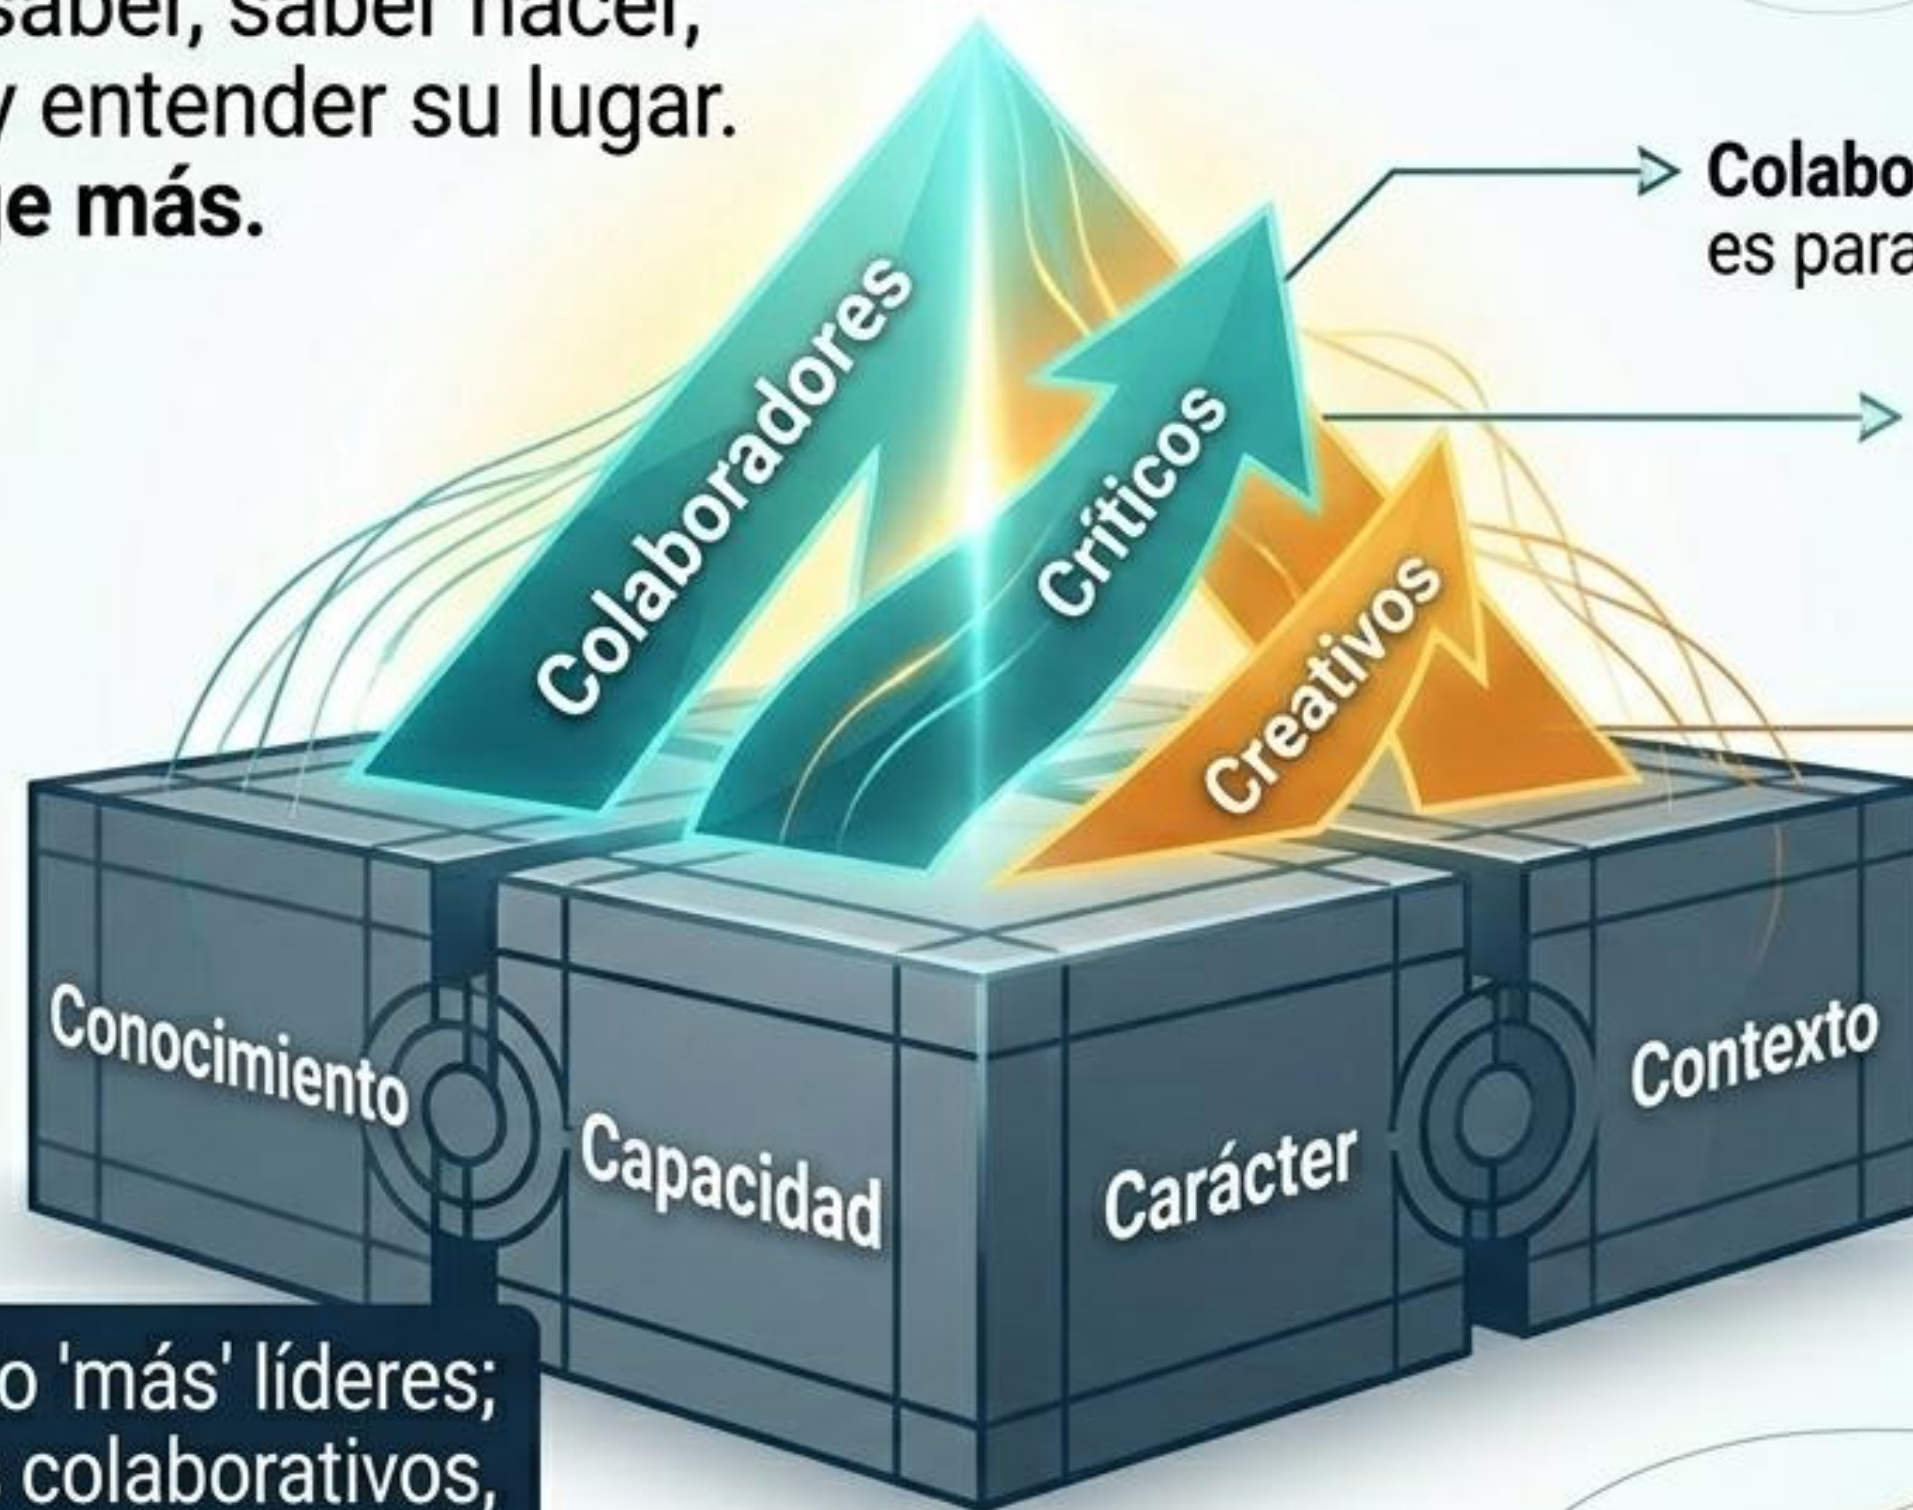 saber, saber hacer,
y entender su lugar.
más.
Colaboradores
Críticos
Creativos
es para
Conocimiento
Capacidad
Carácter
Contexto
'más' líderes;
colaborativos,